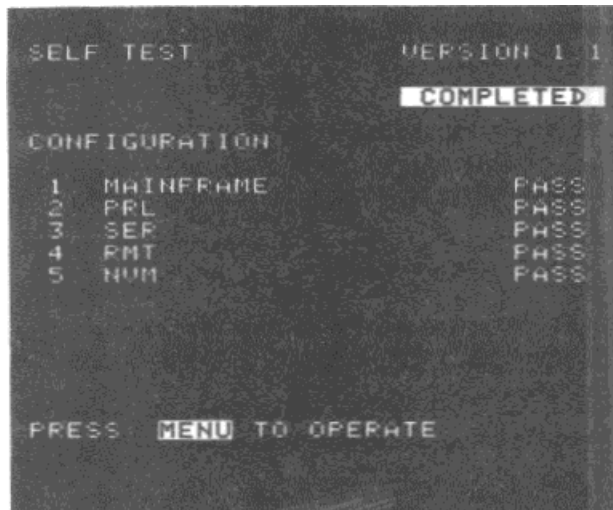 SELF TEST VERSION 1 1
COMPLETED
CONFIGURATION
1 MAINFRAME PASS
2 PRL PASS
3 SER PASS
4 RMT PASS
5 NVM PASS
PRESS MENU TO OPERATE